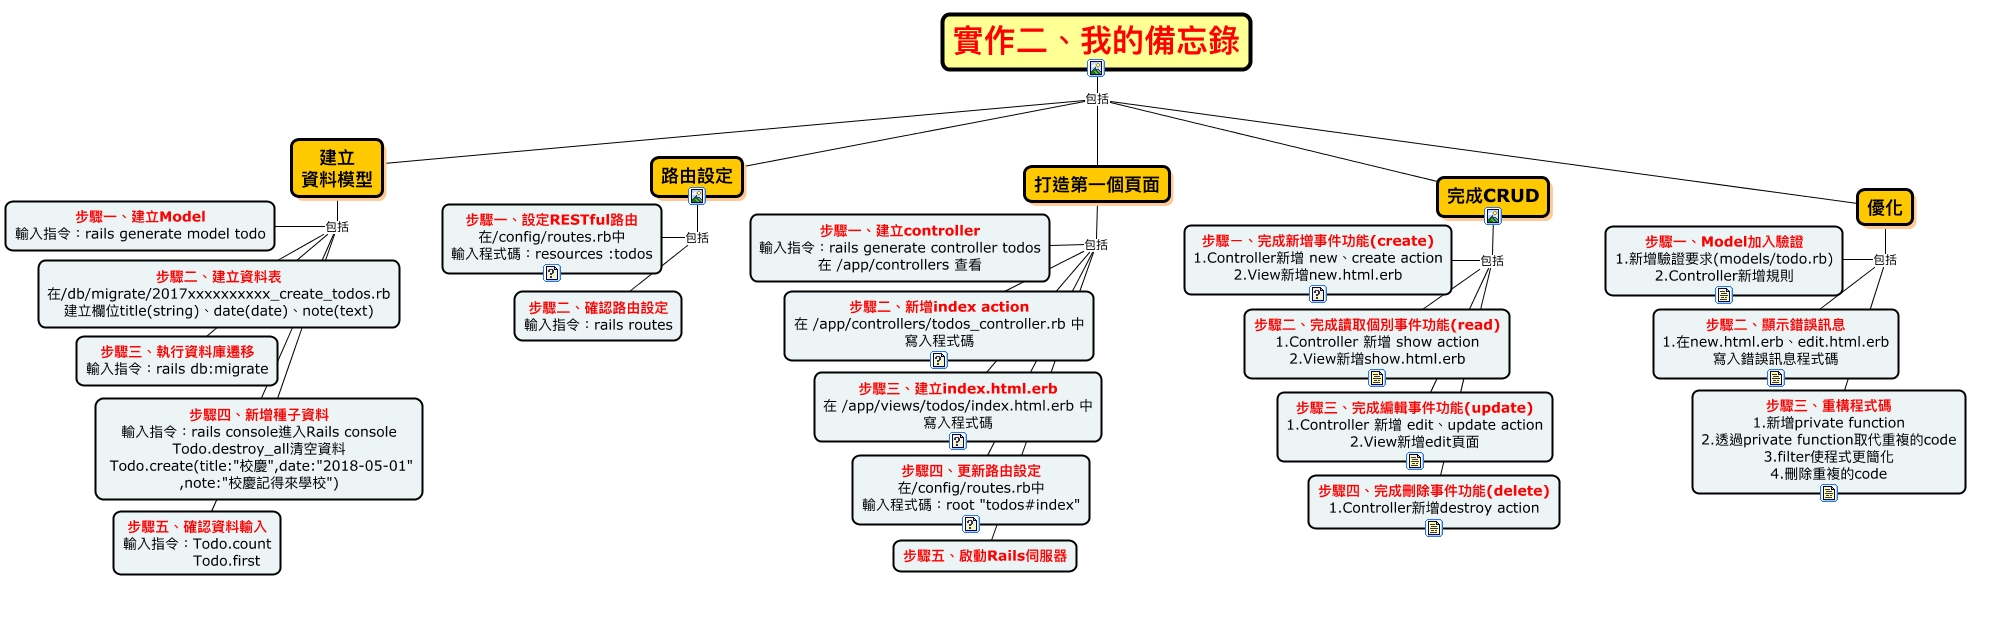 實作二、我的備忘錄
包括
建立
資料模型
包括
步驟一、建立Model
輸入指令：rails generate model todo
步驟二、建立資料表
在/db/migrate/2017xxxxxxxxxx_create_todos.rb
建立欄位title(string)、date(date)、note(text)
步驟三、執行資料庫遷移
輸入指令：rails db:migrate
步驟四、新增種子資料
輸入指令：rails console進入Rails console
Todo.destroy_all清空資料
Todo.create(title:"校慶",date:"2018-05-01"
,note:"校慶記得來學校")
步驟五、確認資料輸入
輸入指令：Todo.count
Todo.first
路由設定
包括
步驟一、設定RESTful路由
在/config/routes.rb中
輸入程式碼：resources :todos
步驟二、確認路由設定
輸入指令：rails routes
打造第一個頁面
包括
步驟一、建立controller
輸入指令：rails generate controller todos
在 /app/controllers 查看
步驟二、新增index action
在 /app/controllers/todos_controller.rb 中
寫入程式碼
步驟三、建立index.html.erb
在 /app/views/todos/index.html.erb 中
寫入程式碼
步驟四、更新路由設定
在/config/routes.rb中
輸入程式碼：root "todos#index"
步驟五、啟動Rails伺服器
完成CRUD
包括
步驟一、完成新增事件功能(create)
1.Controller新增 new、create action
2.View新增new.html.erb
步驟二、完成讀取個別事件功能(read)
1.Controller 新增 show action
2.View新增show.html.erb
步驟三、完成編輯事件功能(update)
1.Controller 新增 edit、update action
2.View新增edit頁面
步驟四、完成刪除事件功能(delete)
1.Controller新增destroy action
優化
包括
步驟一、Model加入驗證
1.新增驗證要求(models/todo.rb)
2.Controller新增規則
步驟二、顯示錯誤訊息
1.在new.html.erb、edit.html.erb
寫入錯誤訊息程式碼
步驟三、重構程式碼
1.新增private function
2.透過private function取代重複的code
3.filter使程式更簡化
4.刪除重複的code